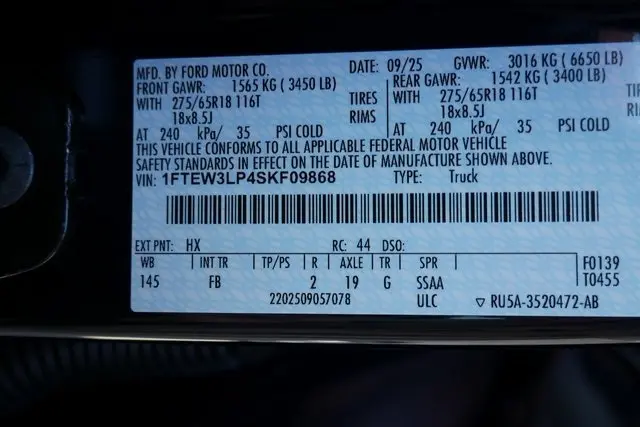 MFD. BY FORD MOTOR CO. DATE: 09/25 GVWR: 3016 KG ( 6650 LB)
FRONT GAWR: 1565 KG ( 3450 LB) REAR GAWR: 1542 KG ( 3400 LB)
WITH 275/65R18 116T TIRES WITH 275/65R18 116T TIR
18x8.5J RIMS 18x8.5J RI
AT 240 kPa/ 35 PSI COLD AT 240 kPa/ 35 PSI COLD
THIS VEHICLE CONFORMS TO ALL APPLICABLE FEDERAL MOTOR VEHICLE
SAFETY STANDARDS IN EFFECT ON THE DATE OF MANUFACTURE SHOWN ABOVE.
VIN: 1FTEW3LP4SKF09868 TYPE: Truck
EXT PNT: HX RC: 44 DSO:
WB INT TR TP/PS R AXLE TR SPR F0139
145 FB 2 19 G SSAA T0455
2202509057078 ULC ▽ RU5A-3520472-AB